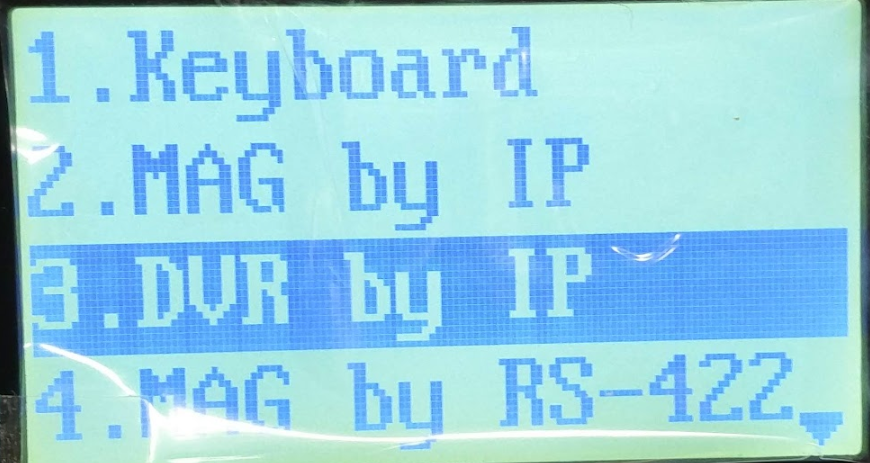 1.Keyboard
2.MAG by IP
3.DVR by IP
4.MAG by RS-422